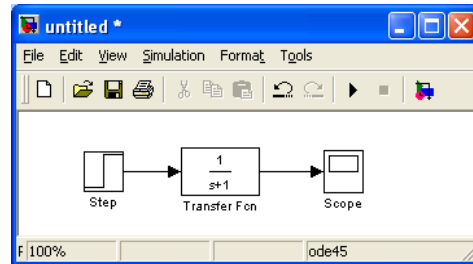 untitled *
File Edit View Simulation Format Tools
1
s+1
Step
Transfer Fcn
Scope
F 100% ode45